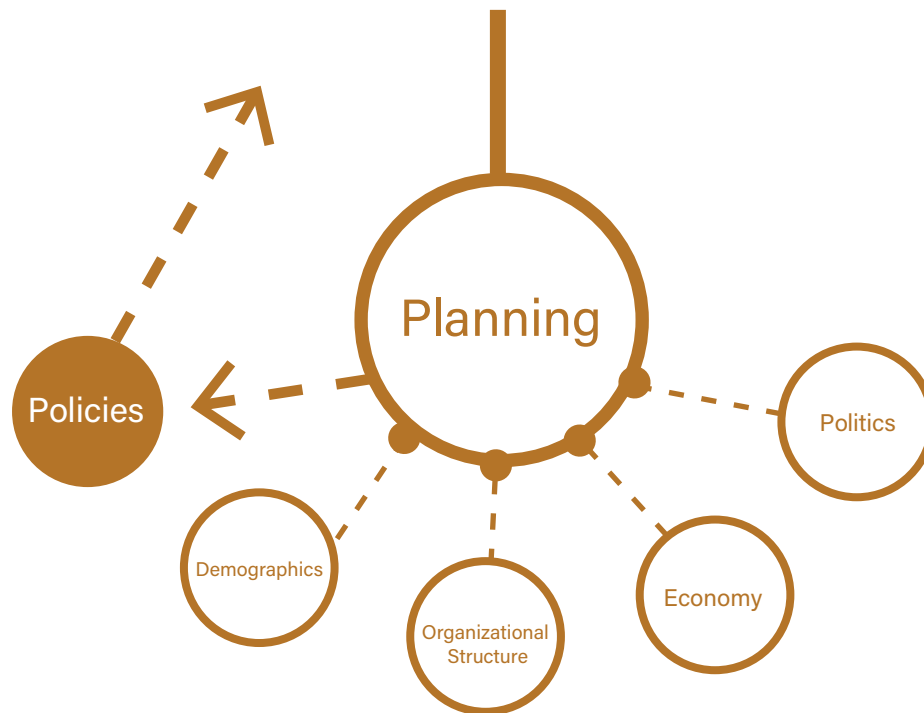 Planning
Policies
Politics
Demographics
Economy
Organizational
Structure